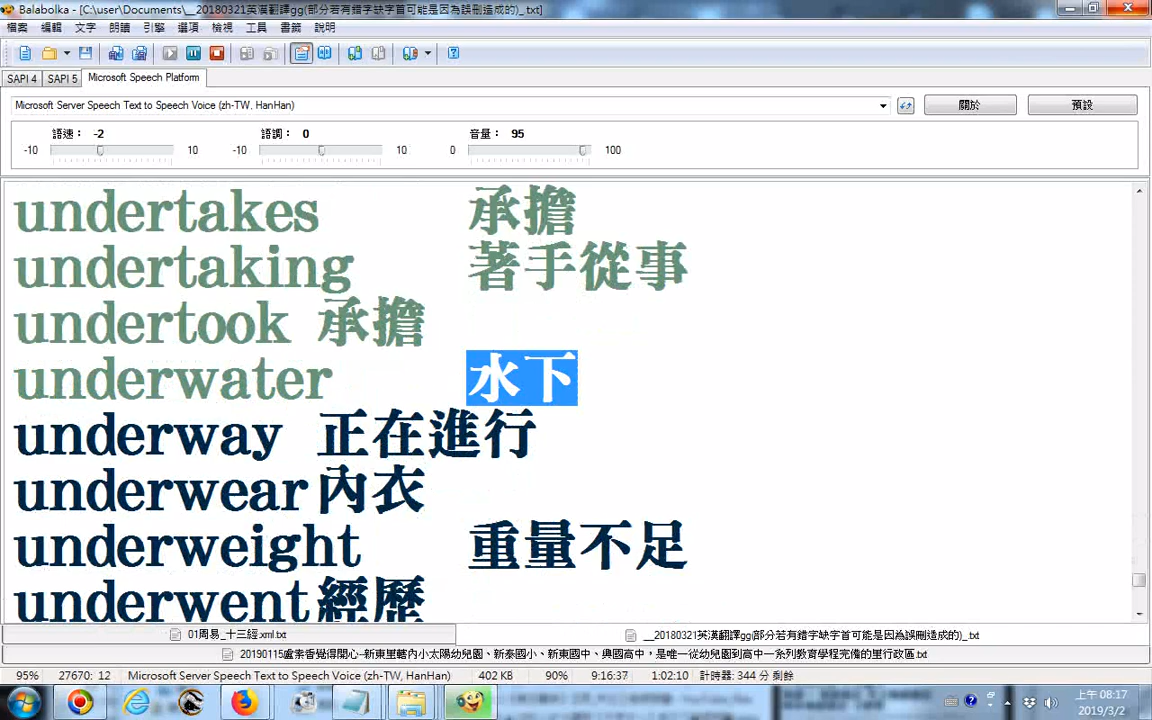 Balabolka - [C:\user\Documents\__20180321英漢翻譯gg(部分若有錯字缺字首可能是因為誤刪造成的)_.txt]
檔案 編輯 文字 朗讀 引擎 選項 檢視 工具 書籤 說明
SAPI 4 SAPI 5 Microsoft Speech Platform
Microsoft Server Speech Text to Speech Voice (zh-TW, HanHan) 關於 預設
語速： -2 語調： 0 音量： 95
-10 10 -10 10 0 100
undertakes 承擔
undertaking 著手從事
undertook 承擔
underwater 水下
underway 正在進行
underwear 內衣
underweight 重量不足
underwent 經歷
01周易_十三經.xml.txt __20180321英漢翻譯gg(部分若有錯字缺字首可能是因為誤刪造成的)_.txt
20190115盧素香覺得開心--新東里轄內小太陽幼兒園、新泰國小、新東國中、興國高中，是唯一從幼兒園到高中一系列教育學程完備的里行政區.txt
95% 27670: 12 Microsoft Server Speech Text to Speech Voice (zh-TW, HanHan) 402 KB 90% 9:16:37 1:02:10 計時器: 344 分 剩餘
上午 08:17
2019/3/2